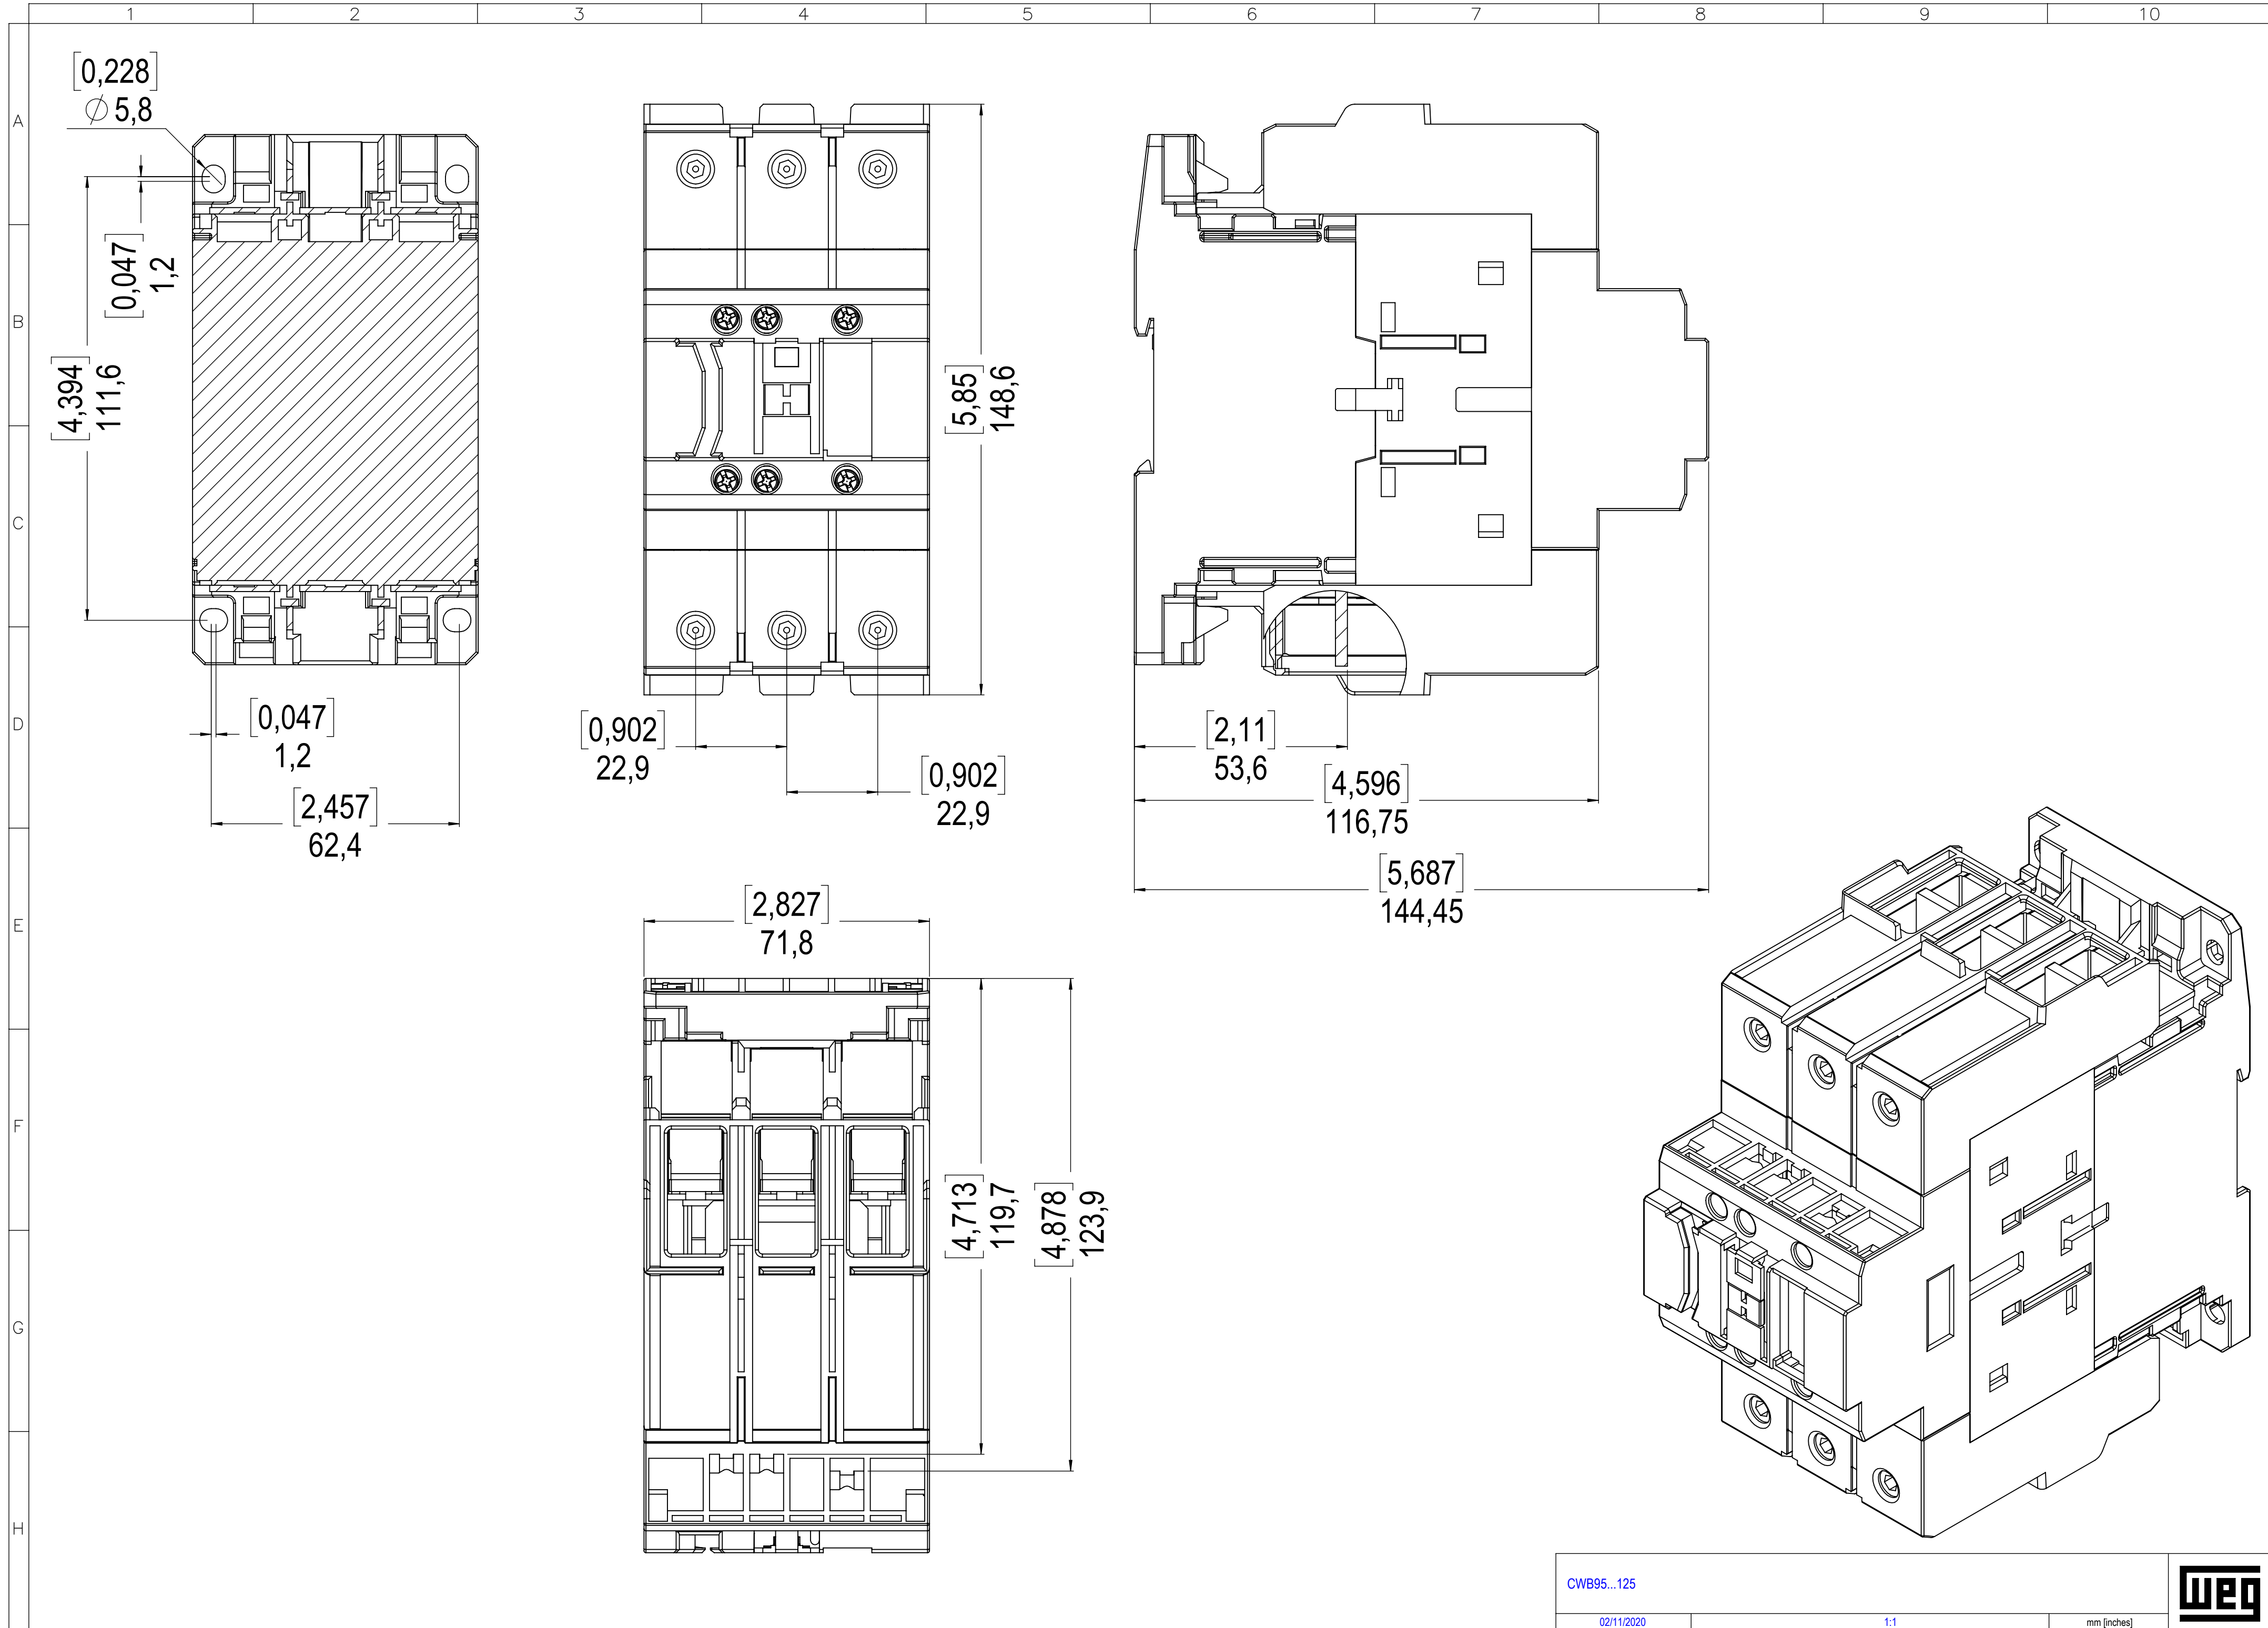 1 2 3 4 5 6 7 8 9 10
A
B
C
D
E
F
G
H
[0,228]
∅ 5,8
[0,047]
1,2
[4,394]
111,6
[0,047]
1,2
[2,457]
62,4
[5,85]
148,6
[0,902]
22,9
[0,902]
22,9
[2,11]
53,6
[4,596]
116,75
[5,687]
144,45
[2,827]
71,8
[4,713]
119,7
[4,878]
123,9
CWB95...125
02/11/2020 1:1 mm [inches]
weg